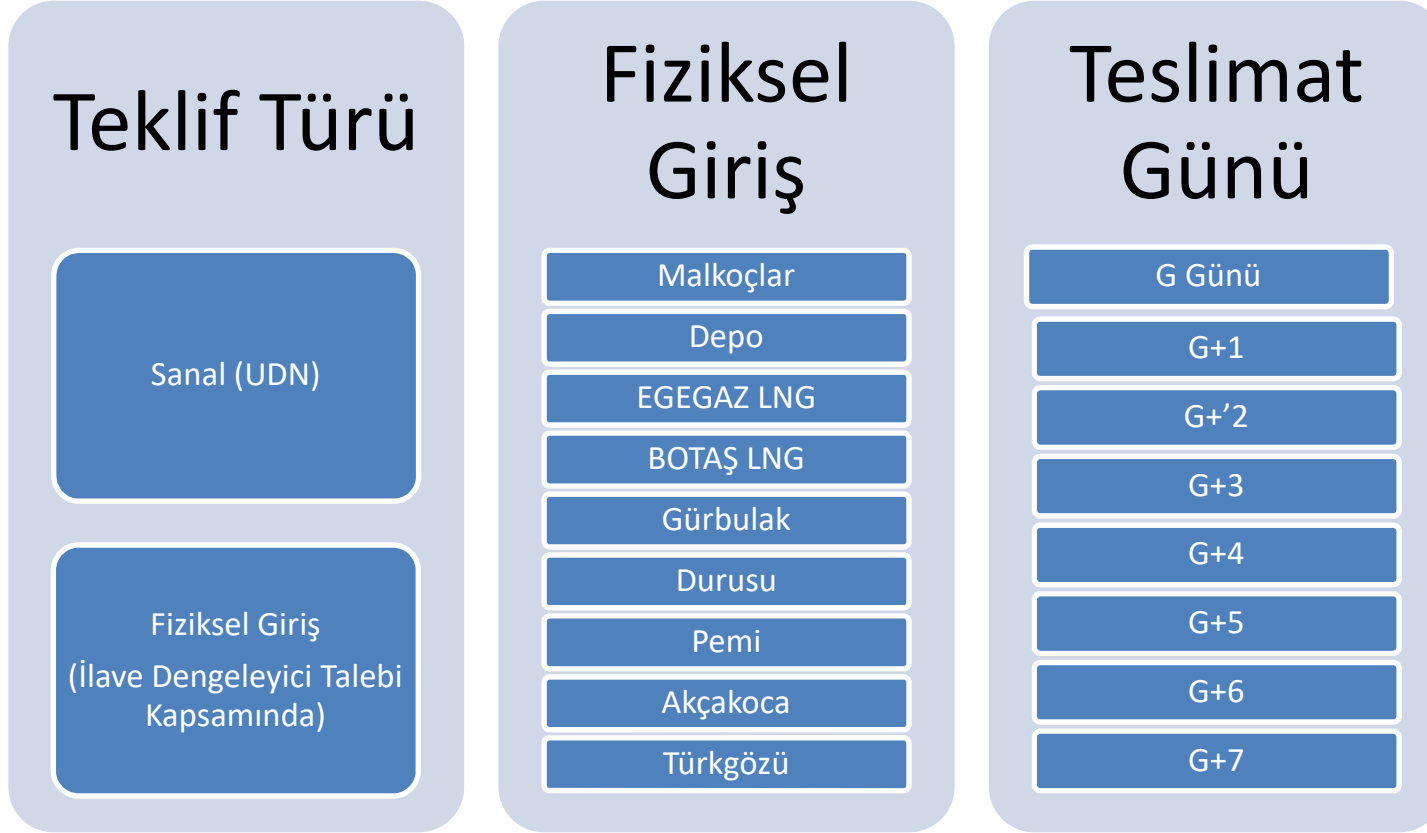 Teklif Türü
Sanal (UDN)
Fiziksel Giriş
(İlave Dengeleyici Talebi
Kapsamında)
Fiziksel
Giriş
Malkoçlar
Depo
EGEGAZ LNG
BOTAŞ LNG
Gürbulak
Durusu
Pemi
Akçakoca
Türkgözü
Teslimat
Günü
G Günü
G+1
G+’2
G+3
G+4
G+5
G+6
G+7